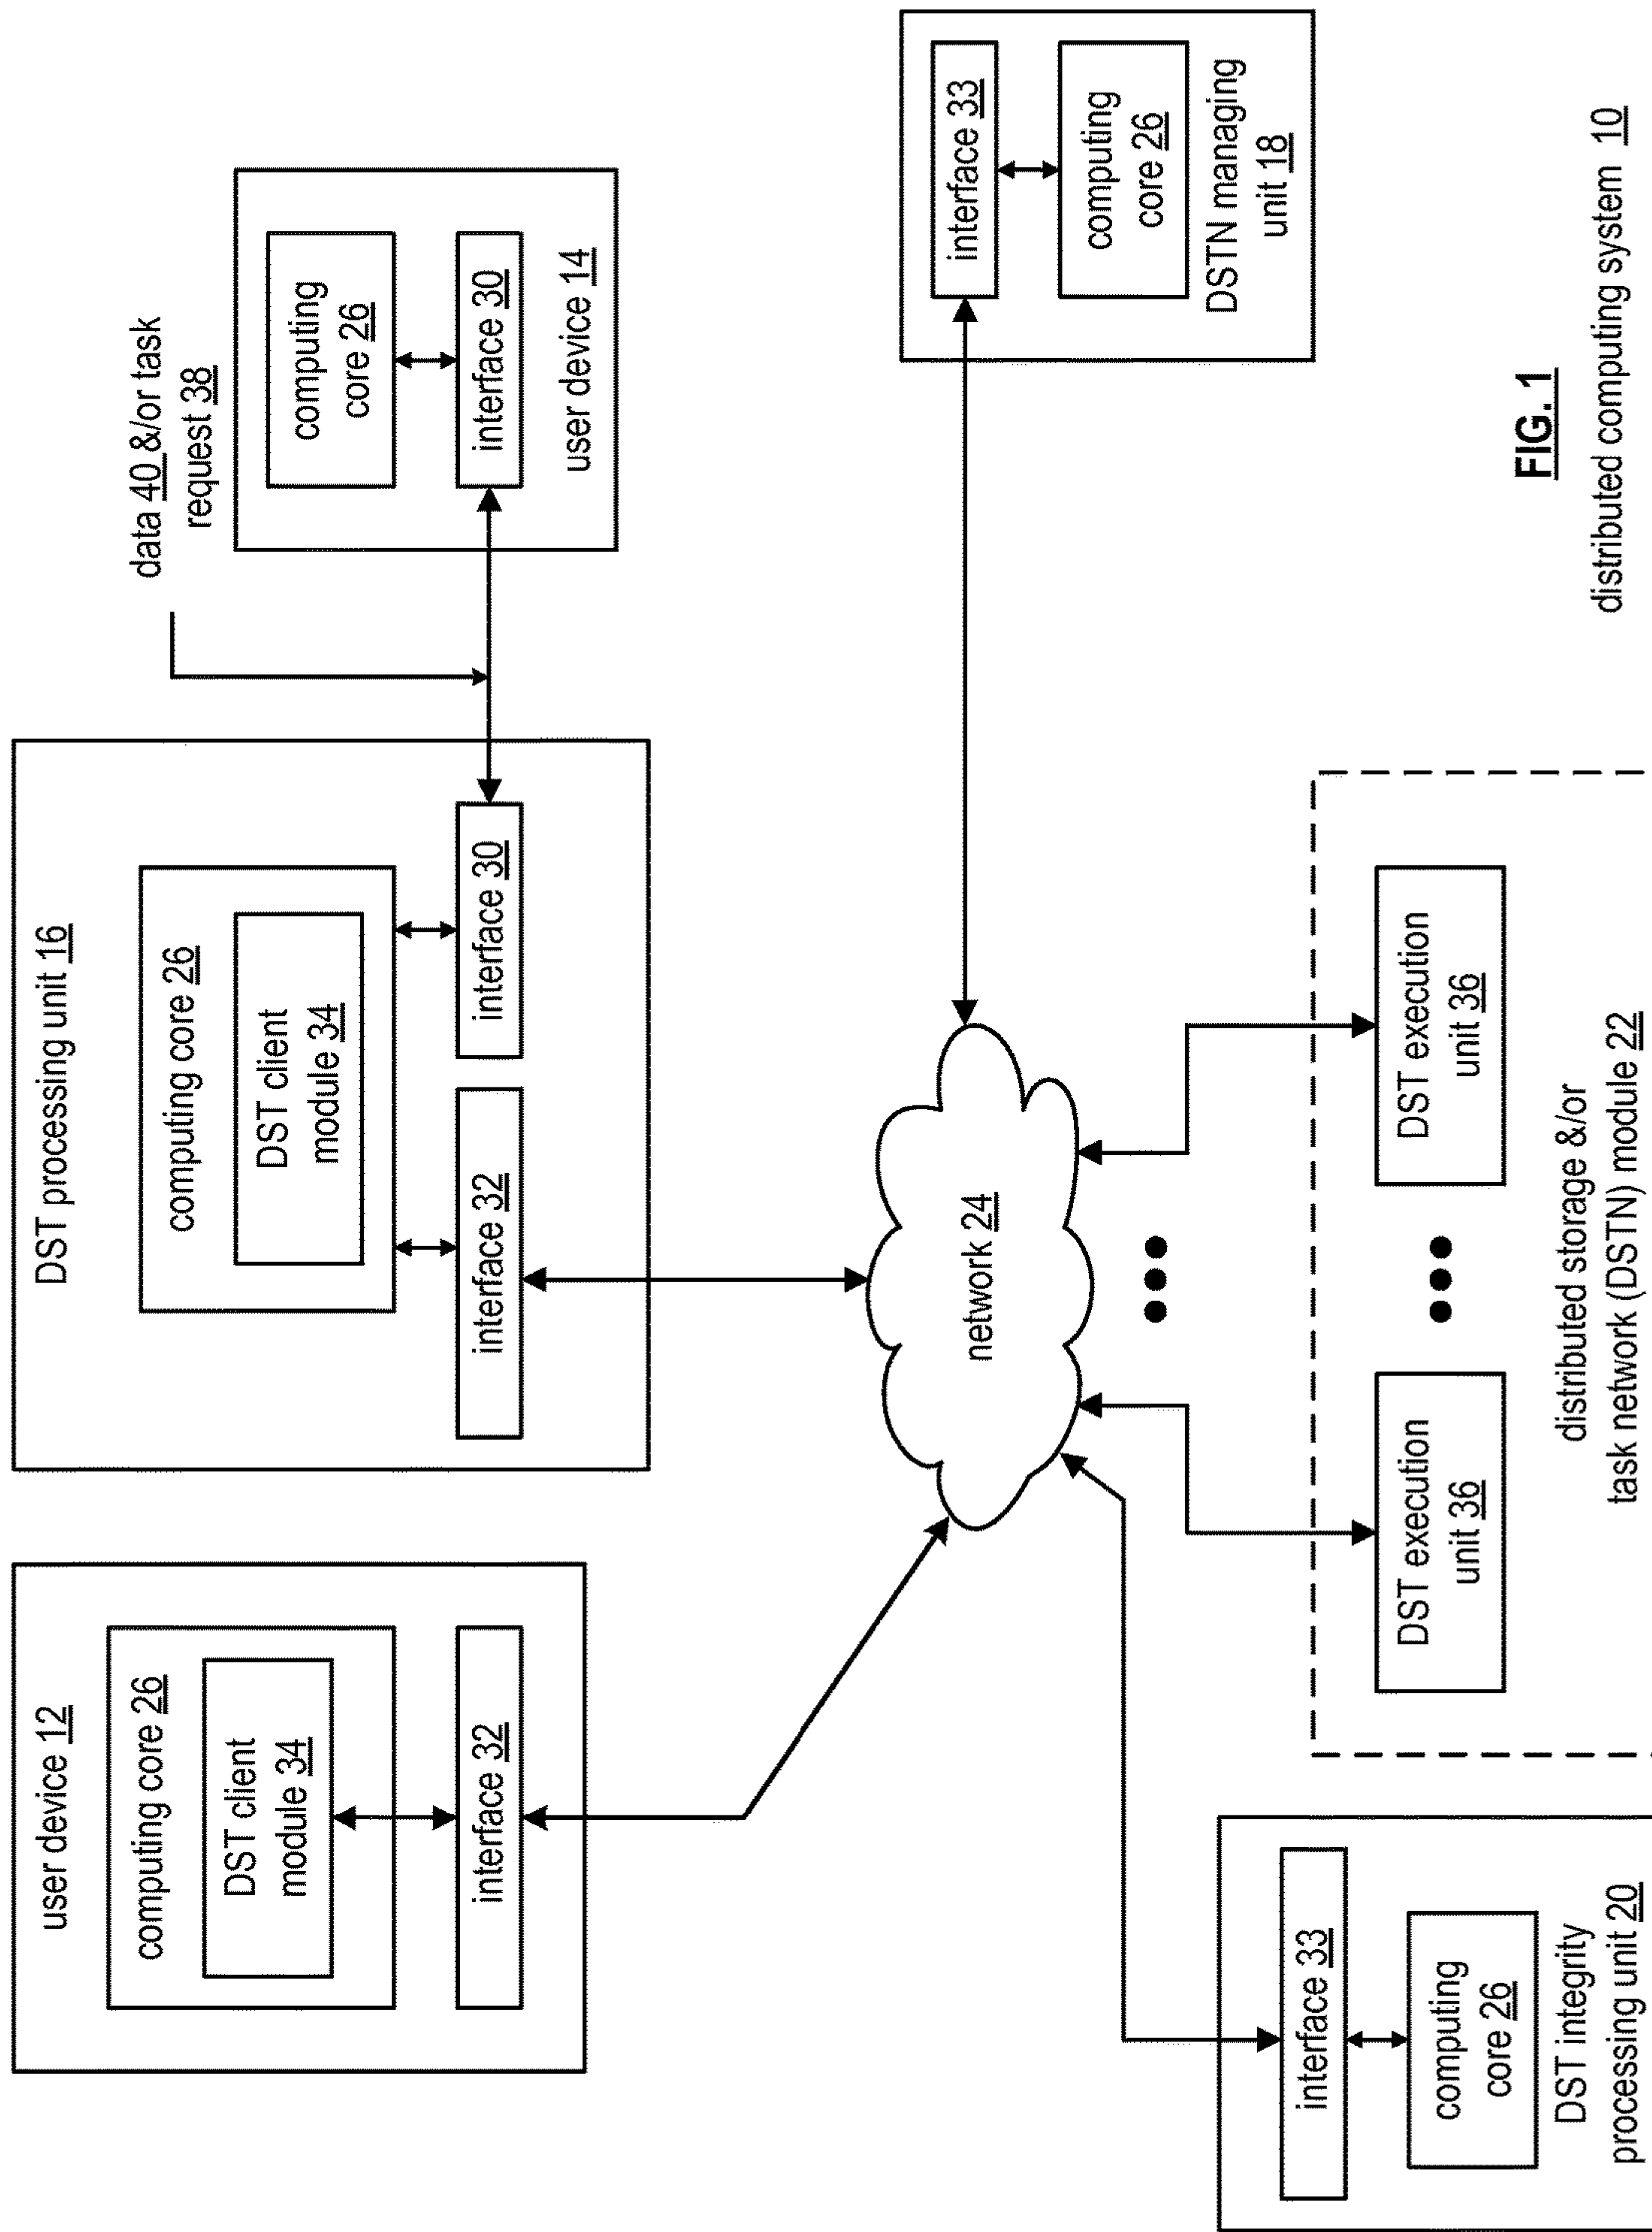 user device 12
computing core 26
DST client
module 34
interface 32
DST processing unit 16
computing core 26
DST client
module 34
interface 32
interface 30
data 40 &/or task
request 38
computing
core 26
interface 30
user device 14
network 24
interface 33
computing
core 26
DSTN managing
unit 18
interface 33
computing
core 26
DST integrity
processing unit 20
DST execution
unit 36
DST execution
unit 36
distributed storage &/or
task network (DSTN) module 22
FIG. 1
distributed computing system 10